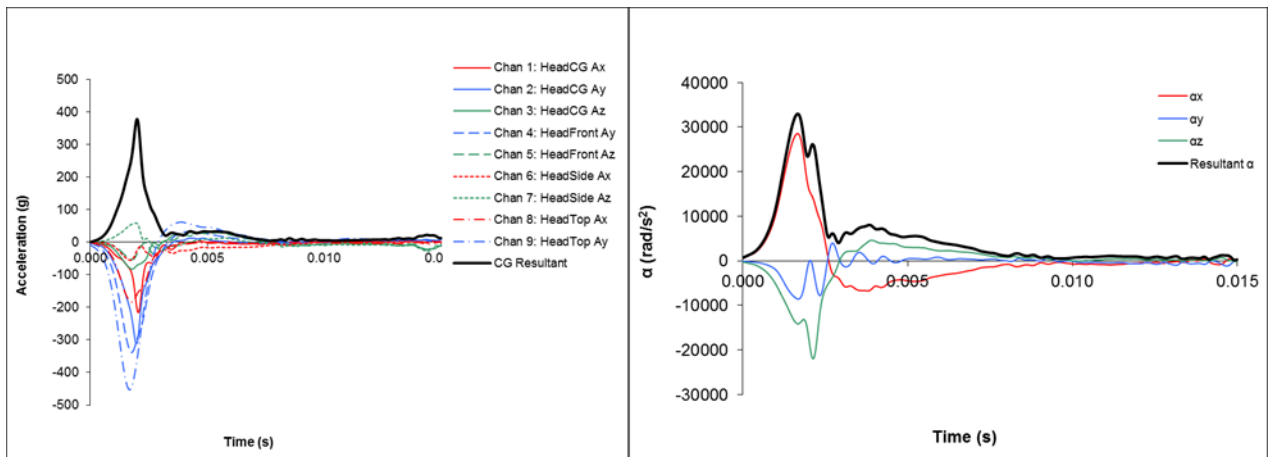 500
400
300
200
100
0
-100
-200
-300
-400
-500
0.000
0.005
0.010
0.0
Acceleration (g)
Time (s)
Chan 1: HeadCG Ax
Chan 2: HeadCG Ay
Chan 3: HeadCG Az
Chan 4: HeadFront Ay
Chan 5: HeadFront Az
Chan 6: HeadSide Ax
Chan 7: HeadSide Az
Chan 8: HeadTop Ax
Chan 9: HeadTop Ay
CG Resultant
40000
30000
20000
10000
0
-10000
-20000
-30000
0.000
0.005
0.010
0.015
α (rad/s²)
Time (s)
αx
αy
αz
Resultant α